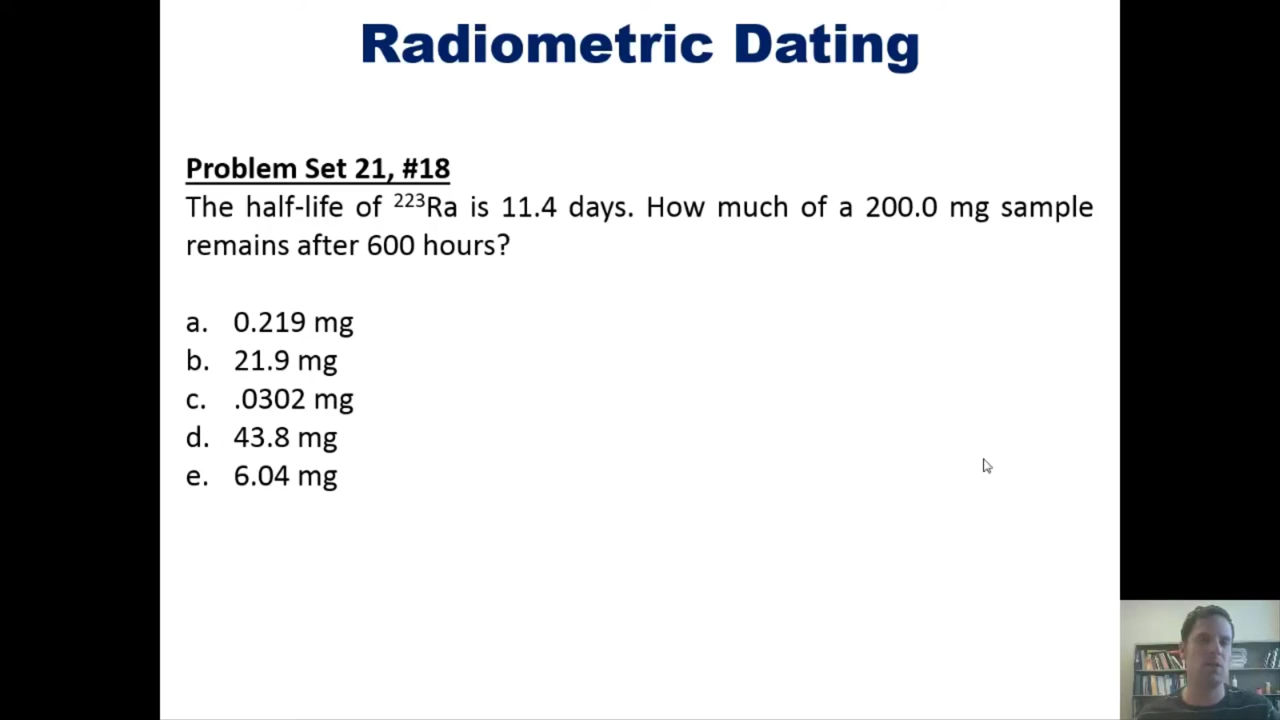 Radiometric Dating
Problem Set 21, #18
The half-life of ²²³Ra is 11.4 days. How much of a 200.0 mg sample
remains after 600 hours?
a. 0.219 mg
b. 21.9 mg
c. .0302 mg
d. 43.8 mg
e. 6.04 mg